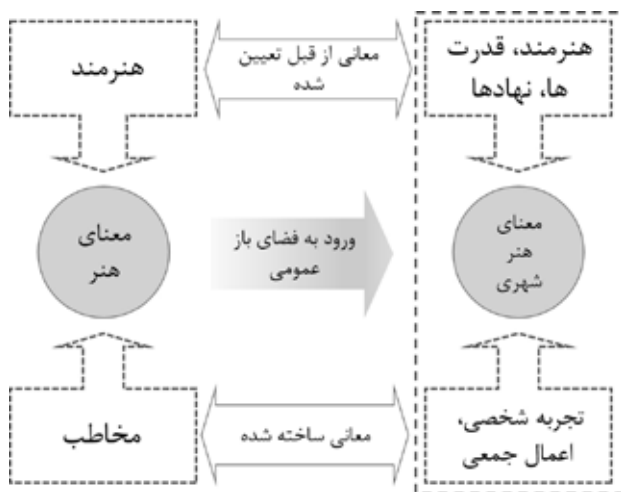 هنرمند، قدرت
ها، نهادها
معانی از قبل تعیین
شده
هنرمند
معنای
هنر
شهری
ورود به فضای باز
عمومی
معنای
هنر
تجربه شخصی،
اعمال جمعی
معانی ساخته شده
مخاطب